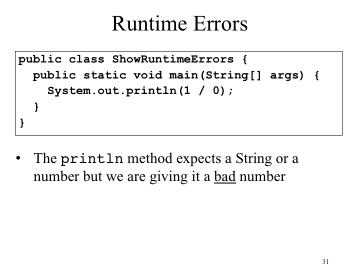 Runtime Errors
public class ShowRuntimeErrors {
  public static void main(String[] args) {
    System.out.println(1 / 0);
  }
}
• The println method expects a String or a
number but we are giving it a bad number
31